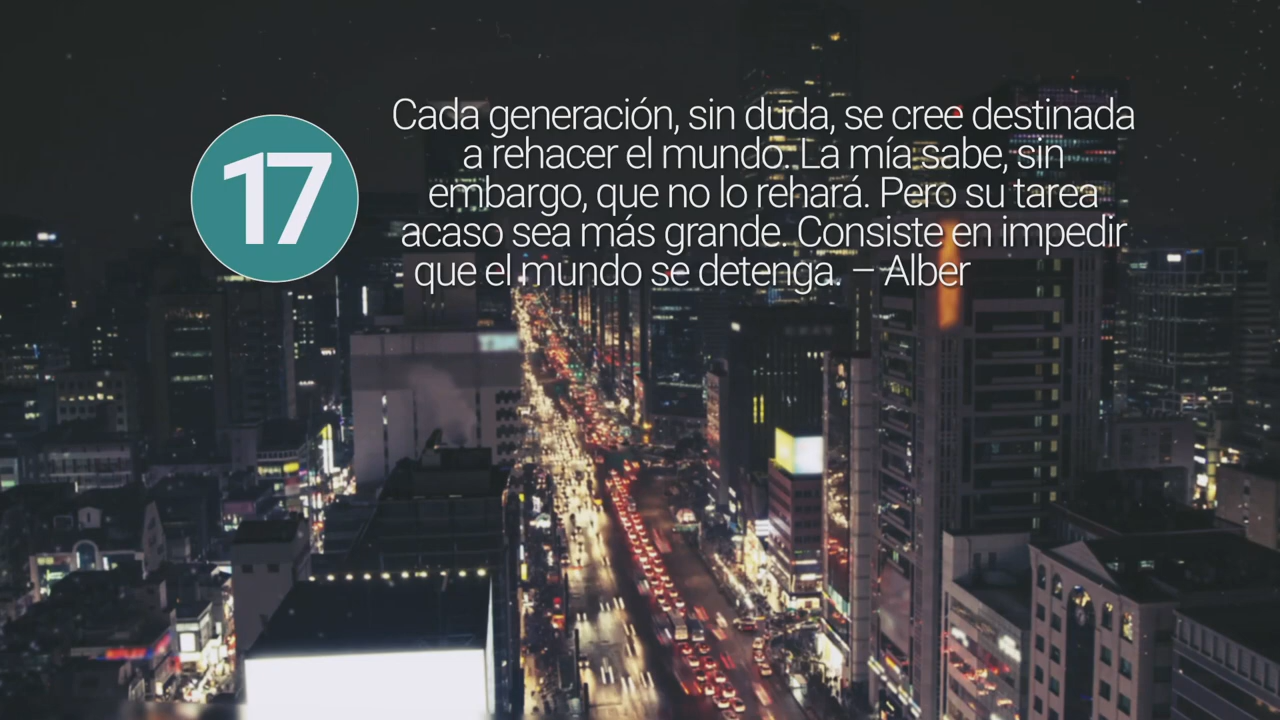 17
Cada generación, sin duda, se cree destinada
a rehacer el mundo. La mía sabe, sin
embargo, que no lo rehará. Pero su tarea
acaso sea más grande. Consiste en impedir
que el mundo se detenga. – Alber